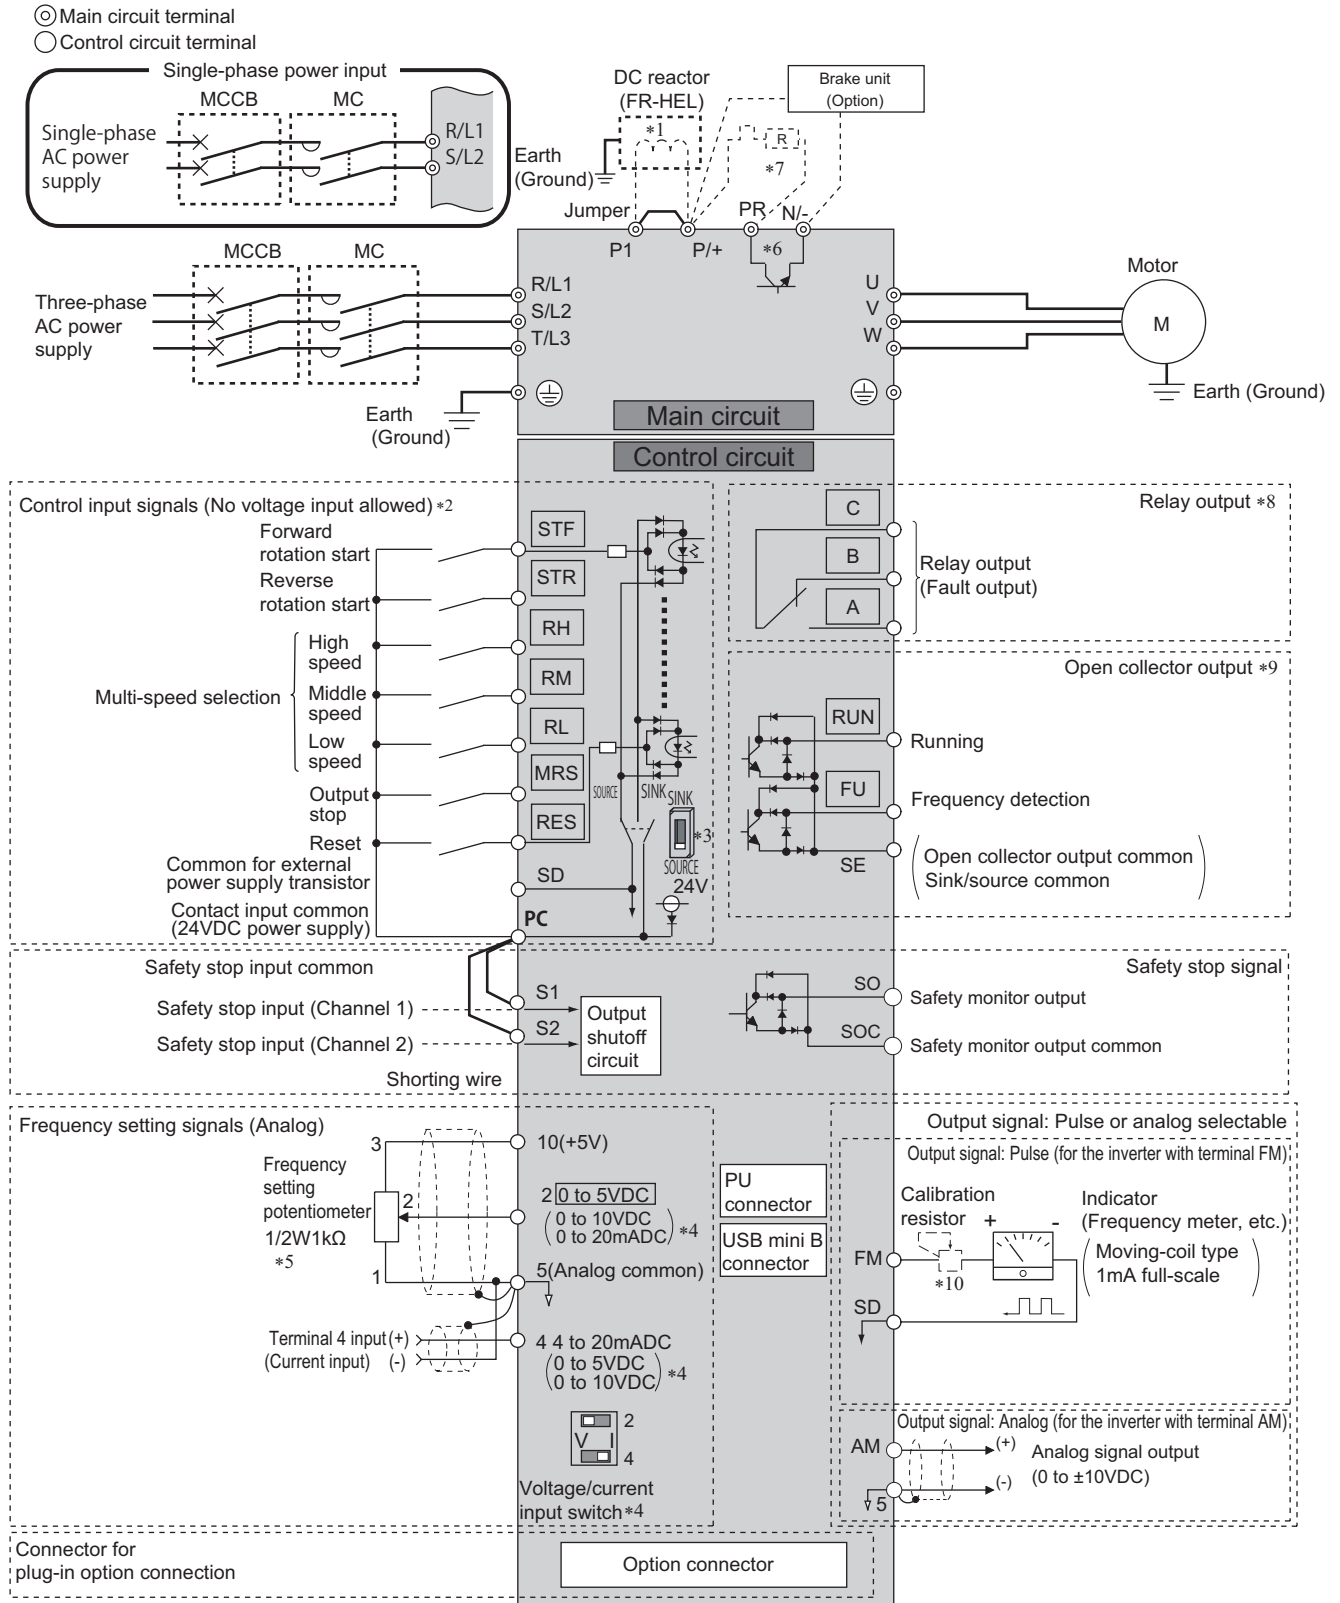 Main circuit terminal
Control circuit terminal
Single-phase power input
MCCB MC
Single-phase
AC power
supply
R/L1
S/L2
Earth
(Ground)
DC reactor
(FR-HEL)
*1
Brake unit
(Option)
R
*7
Jumper
P1 P/+ PR N/-
*6
MCCB MC
Three-phase
AC power
supply
R/L1
S/L2
T/L3
U
V
W
Motor
M
Earth
(Ground)
Earth (Ground)
Main circuit
Control circuit
Control input signals (No voltage input allowed)*2
Forward
rotation start
Reverse
rotation start
Multi-speed selection
High
speed
Middle
speed
Low
speed
Output
stop
Reset
Common for external
power supply transistor
Contact input common
(24VDC power supply)
STF
STR
RH
RM
RL
MRS
RES
SD
PC
SOURCE
SINK
SINK
*3
SOURCE
24V
Relay output *8
C
B
A
Relay output
(Fault output)
Open collector output *9
RUN
Running
FU
Frequency detection
SE
Open collector output common
Sink/source common
Safety stop input common
Safety stop signal
Safety stop input (Channel 1)
Safety stop input (Channel 2)
Shorting wire
S1
S2
Output
shutoff
circuit
SO
Safety monitor output
SOC
Safety monitor output common
Frequency setting signals (Analog)
Frequency
setting
potentiometer
1/2W1kΩ
*5
3
2
1
10(+5V)
2 0 to 5VDC
(0 to 10VDC
0 to 20mADC) *4
5(Analog common)
Terminal 4 input (+)
(Current input) (-)
4 4 to 20mADC
(0 to 5VDC
0 to 10VDC) *4
2
V I
4
Voltage/current
input switch*4
PU
connector
USB mini B
connector
Output signal: Pulse or analog selectable
Output signal: Pulse (for the inverter with terminal FM)
Calibration
resistor
+ -
Indicator
(Frequency meter, etc.)
(Moving-coil type
1mA full-scale)
FM
*10
SD
Output signal: Analog (for the inverter with terminal AM)
AM
(+)
Analog signal output
(0 to ±10VDC)
(-)
5
Connector for
plug-in option connection
Option connector